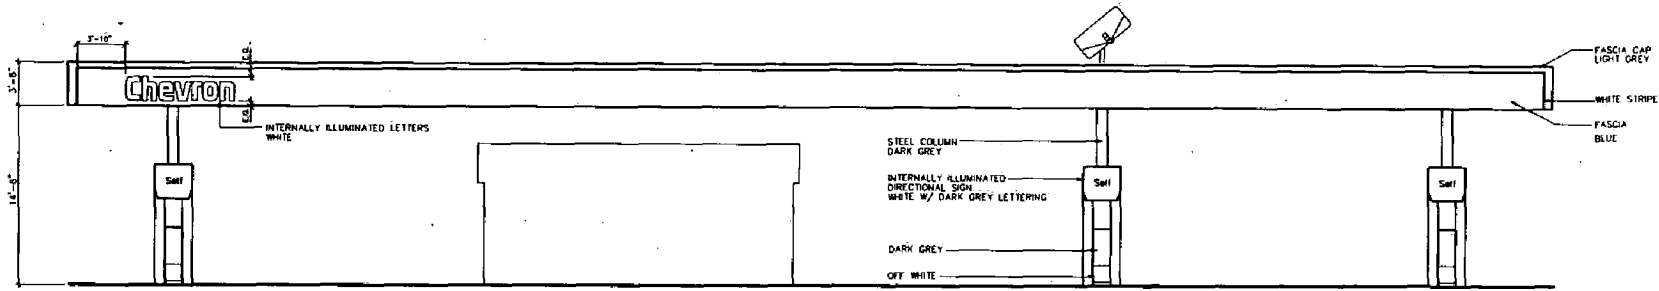 3'-10"
E.Q.
FASCIA CAP
LIGHT GREY
3'-6"
Chevron
WHITE STRIPE
E.Q.
INTERNALLY ILLUMINATED LETTERS
WHITE
FASCIA
BLUE
STEEL COLUMN
DARK GREY
14'-6"
Self
INTERNALLY ILLUMINATED
DIRECTIONAL SIGN
WHITE W/ DARK GREY LETTERING
Self
Self
DARK GREY
OFF WHITE